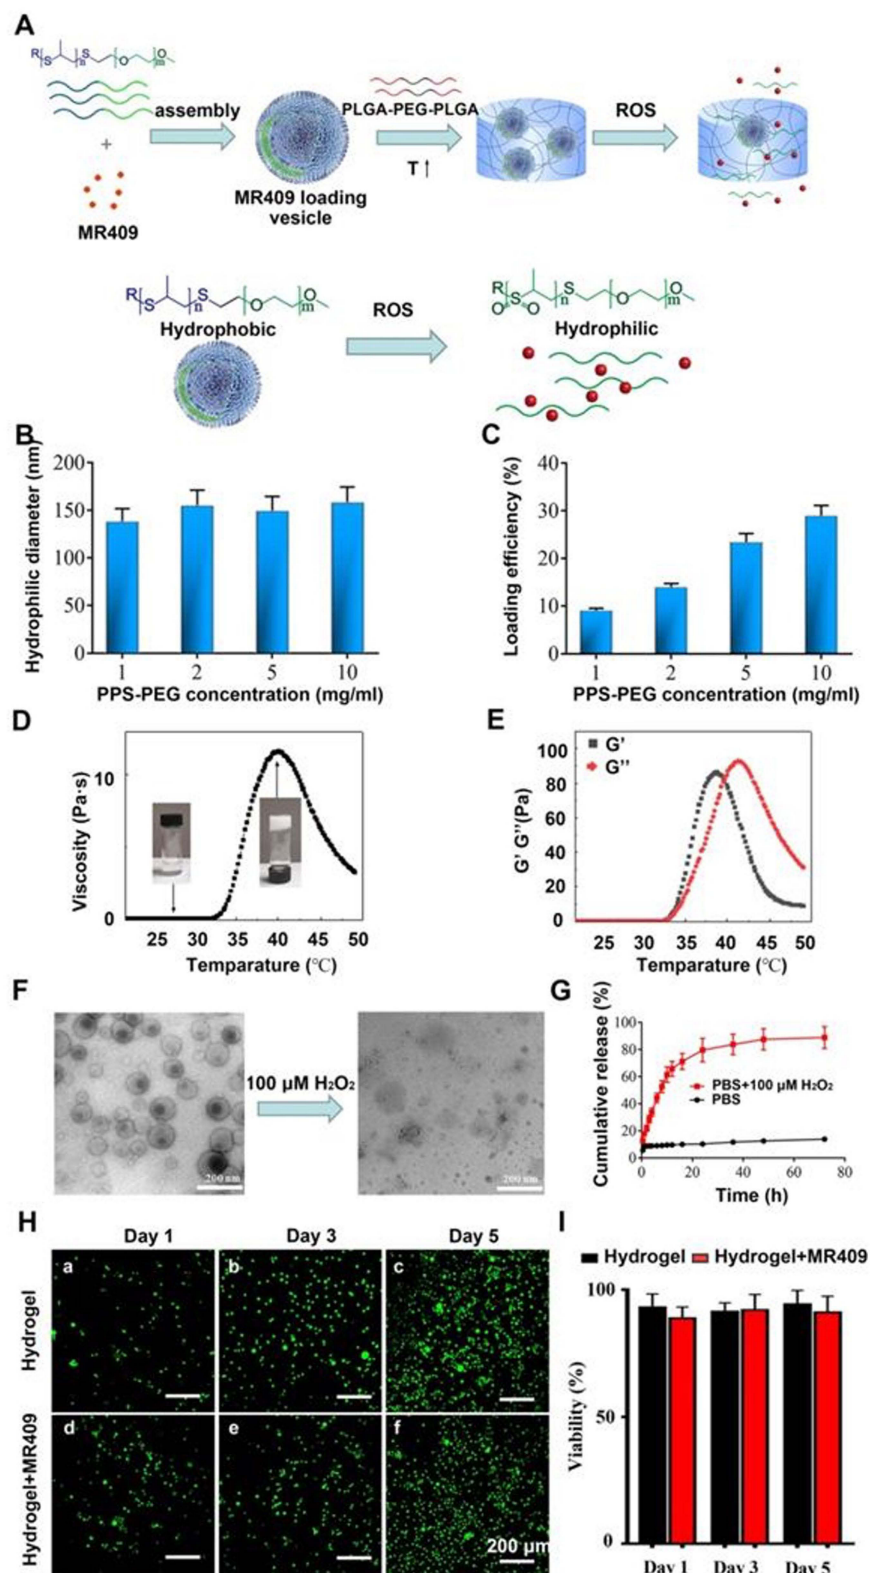 A
R S n S O m O
assembly
PLGA-PEG-PLGA
ROS
+
T↑
MR409 loading
vesicle
MR409
R S n S O m O
Hydrophobic
ROS
R S O O n S O m O
Hydrophilic
B
Hydrophilic diameter (nm)
200
150
100
50
0
1 2 5 10
PPS-PEG concentration (mg/ml)
C
Loading efficiency (%)
40
30
20
10
0
1 2 5 10
PPS-PEG concentration (mg/ml)
D
Viscosity (Pa·s)
10
0
25 30 35 40 45 50
Temparature (℃)
E
G' G''(Pa)
G'
G''
100
80
60
40
20
0
25 30 35 40 45 50
Temparature (℃)
F
100 μM H₂O₂
200 nm
200 nm
G
Cumulative release (%)
100
80
60
40
20
0
PBS+100 μM H₂O₂
PBS
0 20 40 60 80
Time (h)
H
Day 1 Day 3 Day 5
Hydrogel
a b c
Hydrogel+MR409
d e f
200 μm
I
Hydrogel Hydrogel+MR409
Viability (%)
100
50
0
Day 1 Day 3 Day 5